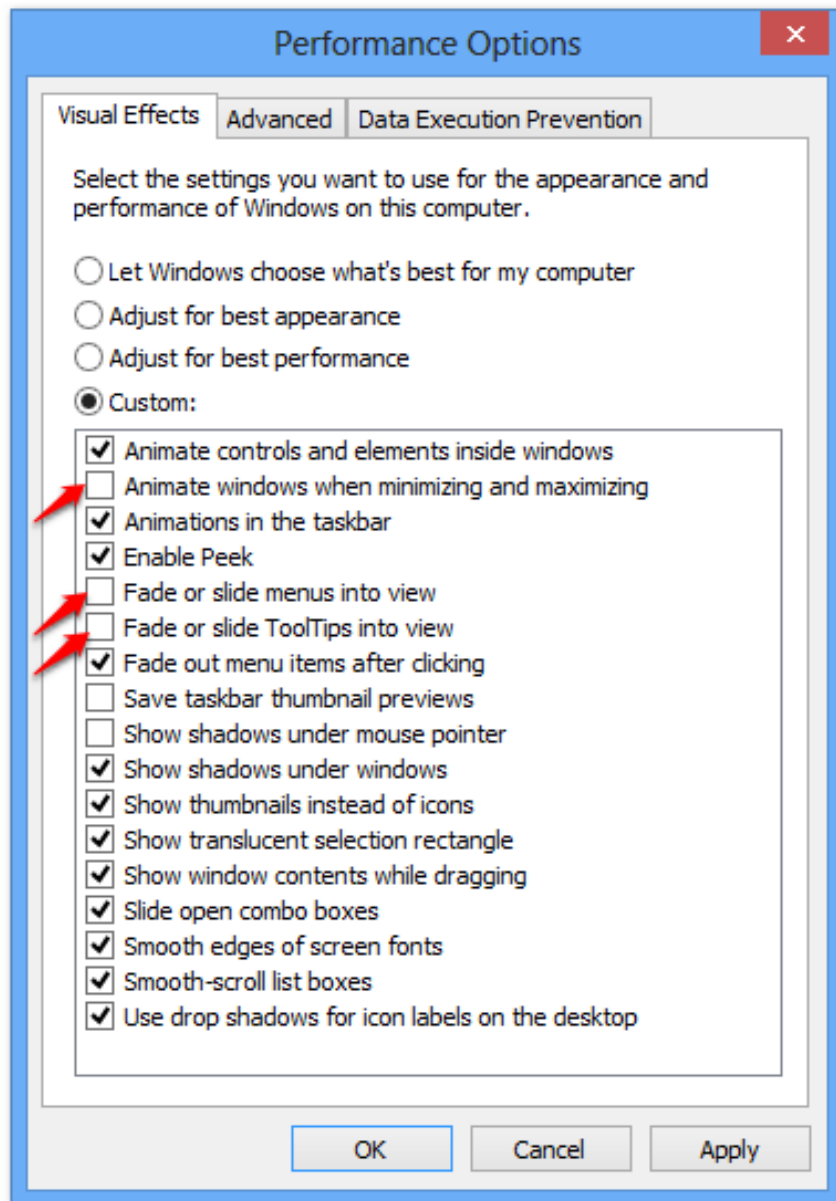 Performance Options
Visual Effects
Advanced
Data Execution Prevention
Select the settings you want to use for the appearance and
performance of Windows on this computer.
Let Windows choose what's best for my computer
Adjust for best appearance
Adjust for best performance
Custom:
Animate controls and elements inside windows
Animate windows when minimizing and maximizing
Animations in the taskbar
Enable Peek
Fade or slide menus into view
Fade or slide ToolTips into view
Fade out menu items after clicking
Save taskbar thumbnail previews
Show shadows under mouse pointer
Show shadows under windows
Show thumbnails instead of icons
Show translucent selection rectangle
Show window contents while dragging
Slide open combo boxes
Smooth edges of screen fonts
Smooth-scroll list boxes
Use drop shadows for icon labels on the desktop
OK
Cancel
Apply